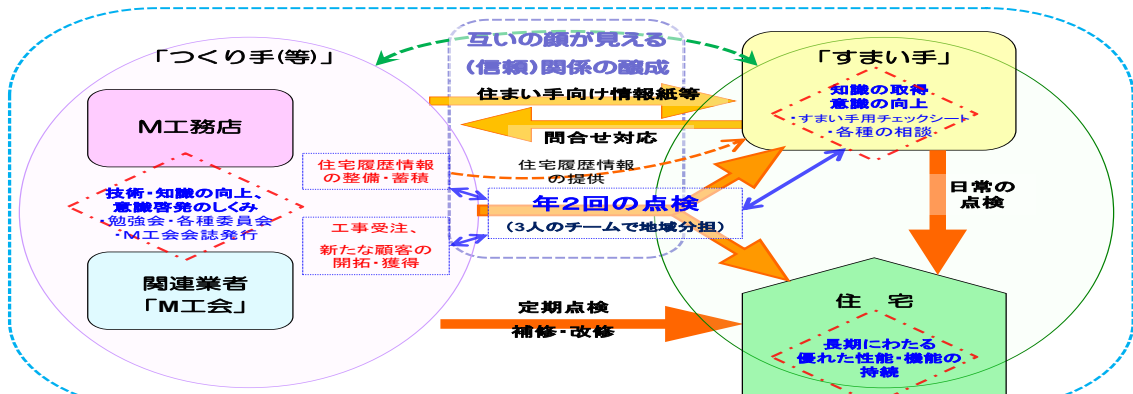 互いの顔が見える
(信頼)関係の醸成
「つくり手(等)」
「すまい手」
M工務店
技術・知識の向上、
意識啓発のしくみ
・勉強会・各種委員会
・M工会会誌発行
関連業者
「M工会」
住宅履歴情報
の整備・蓄積
工事受注、
新たな顧客の
開拓・獲得
住まい手向け情報紙等
問合せ対応
住宅履歴情報
の提供
年2回の点検
(3人のチームで地域分担)
定期点検
補修・改修
知識の取得
意識の向上
・すまい手用チェックシート
・各種の相談
日常の
点検
住 宅
長期にわたる
優れた性能・機能の
持続